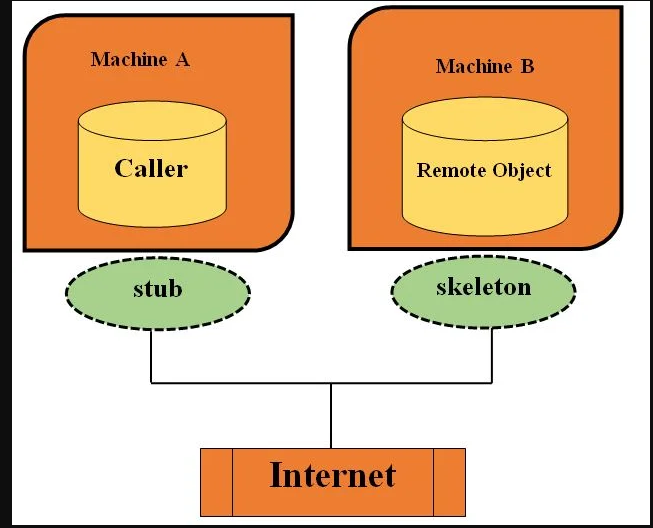 Machine A
Machine B
Caller
Remote Object
stub
skeleton
Internet